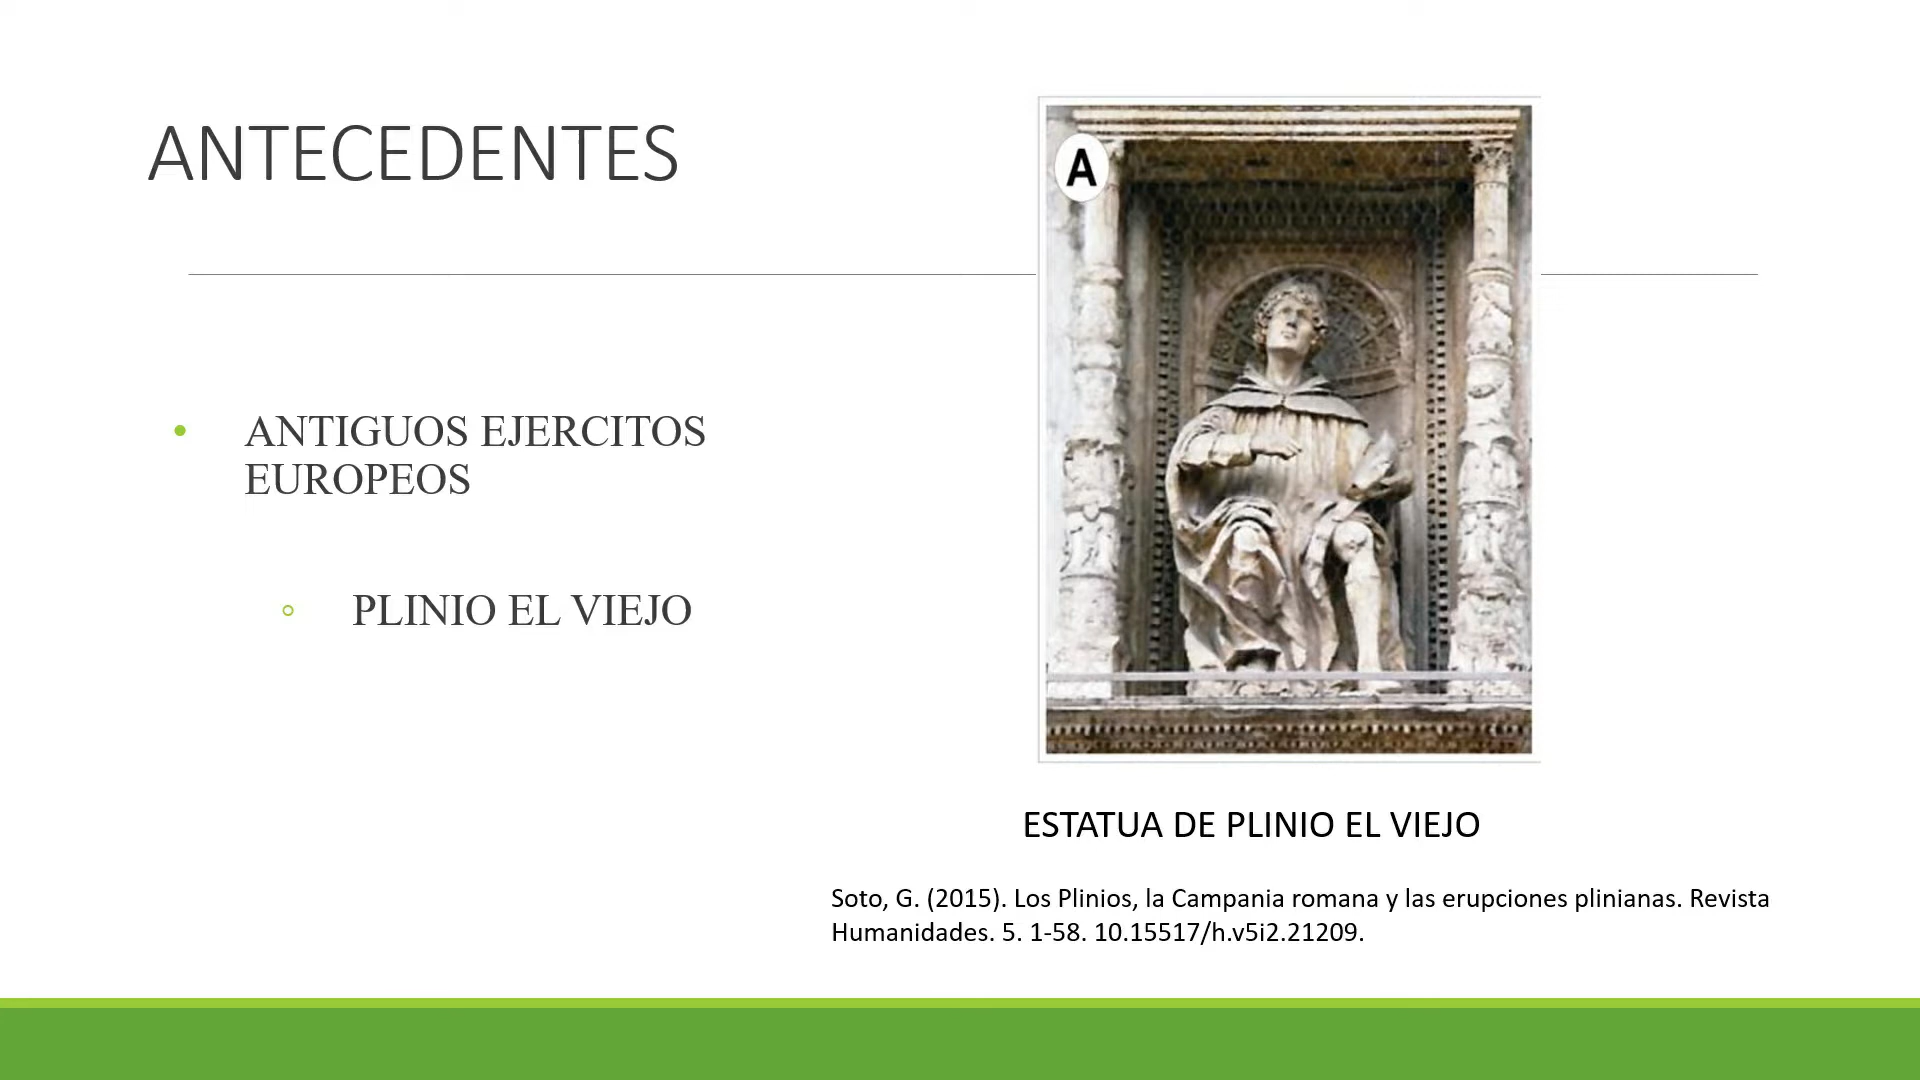 ANTECEDENTES
ANTIGUOS EJERCITOS
EUROPEOS
PLINIO EL VIEJO
A
ESTATUA DE PLINIO EL VIEJO
Soto, G. (2015). Los Plinios, la Campania romana y las erupciones plinianas. Revista
Humanidades. 5. 1-58. 10.15517/h.v5i2.21209.